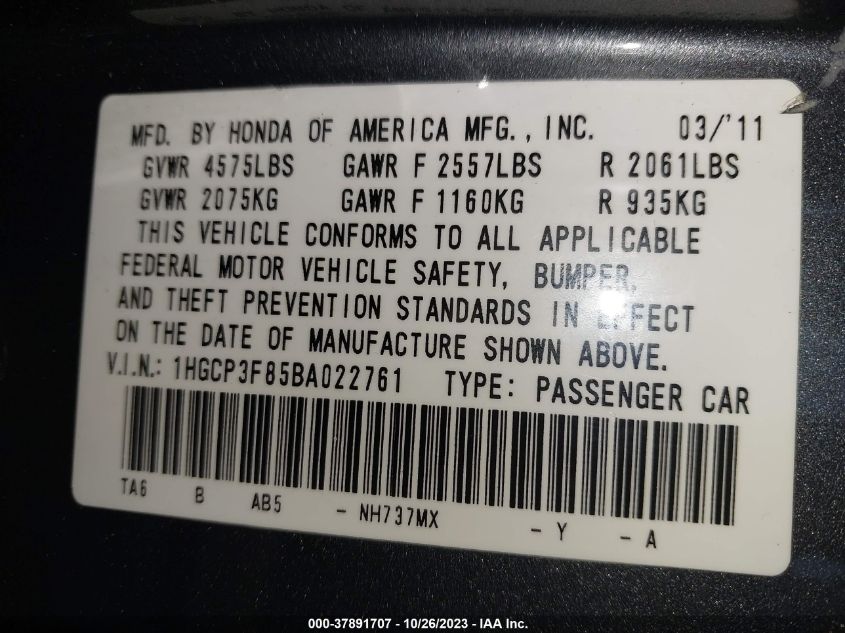 MFD. BY HONDA OF AMERICA MFG., INC. 03/'11
GVWR 4575LBS GAWR F 2557LBS R 2061LBS
GVWR 2075KG GAWR F 1160KG R 935KG
THIS VEHICLE CONFORMS TO ALL APPLICABLE
FEDERAL MOTOR VEHICLE SAFETY, BUMPER,
AND THEFT PREVENTION STANDARDS IN EFFECT
ON THE DATE OF MANUFACTURE SHOWN ABOVE.
V.I.N.: 1HGCP3F85BA022761 TYPE: PASSENGER CAR
TA6 B AB5 - NH737MX - Y - A
000-37891707 - 10/26/2023 - IAA Inc.